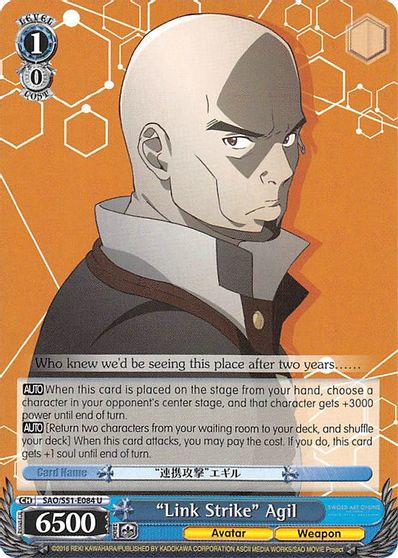 LEVEL
1
0
COST
Who knew we'd be seeing this place after two years......
AUTO When this card is placed on the stage from your hand, choose a
character in your opponent's center stage, and that character gets +3000
power until end of turn.
AUTO [Return two characters from your waiting room to your deck, and shuffle
your deck] When this card attacks, you may pay the cost. If you do, this
card gets +1 soul until end of turn.
Card Name
“連携攻撃”エギル
CH
SAO/S51-E084 U
POWER
6500
“Link Strike” Agil
SWORD ART ONLINE
Avatar
Weapon
©2016 REKI KAWAHARA/PUBLISHED BY KADOKAWA CORPORATION ASCII MEDIA WORKS/SAO MOVIE Project